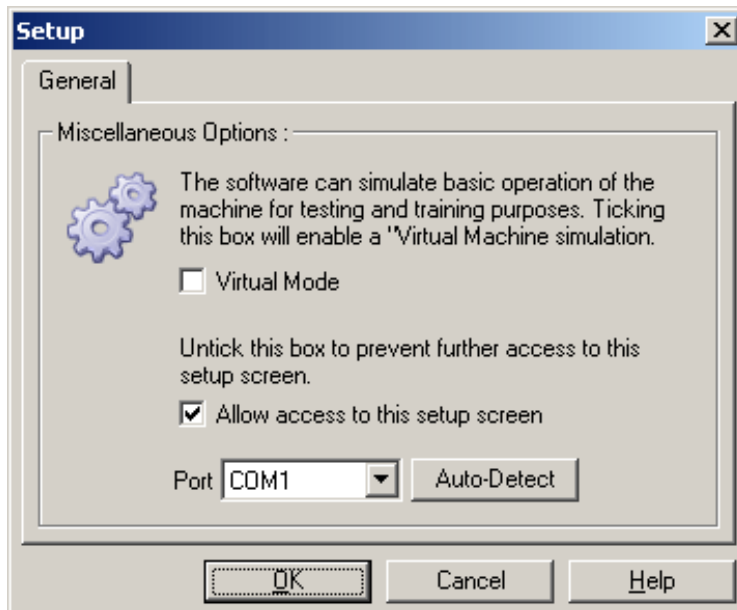 Setup
General
Miscellaneous Options :
The software can simulate basic operation of the
machine for testing and training purposes. Ticking
this box will enable a "Virtual Machine simulation.
Virtual Mode
Untick this box to prevent further access to this
setup screen.
Allow access to this setup screen
Port COM1 Auto-Detect
OK Cancel Help